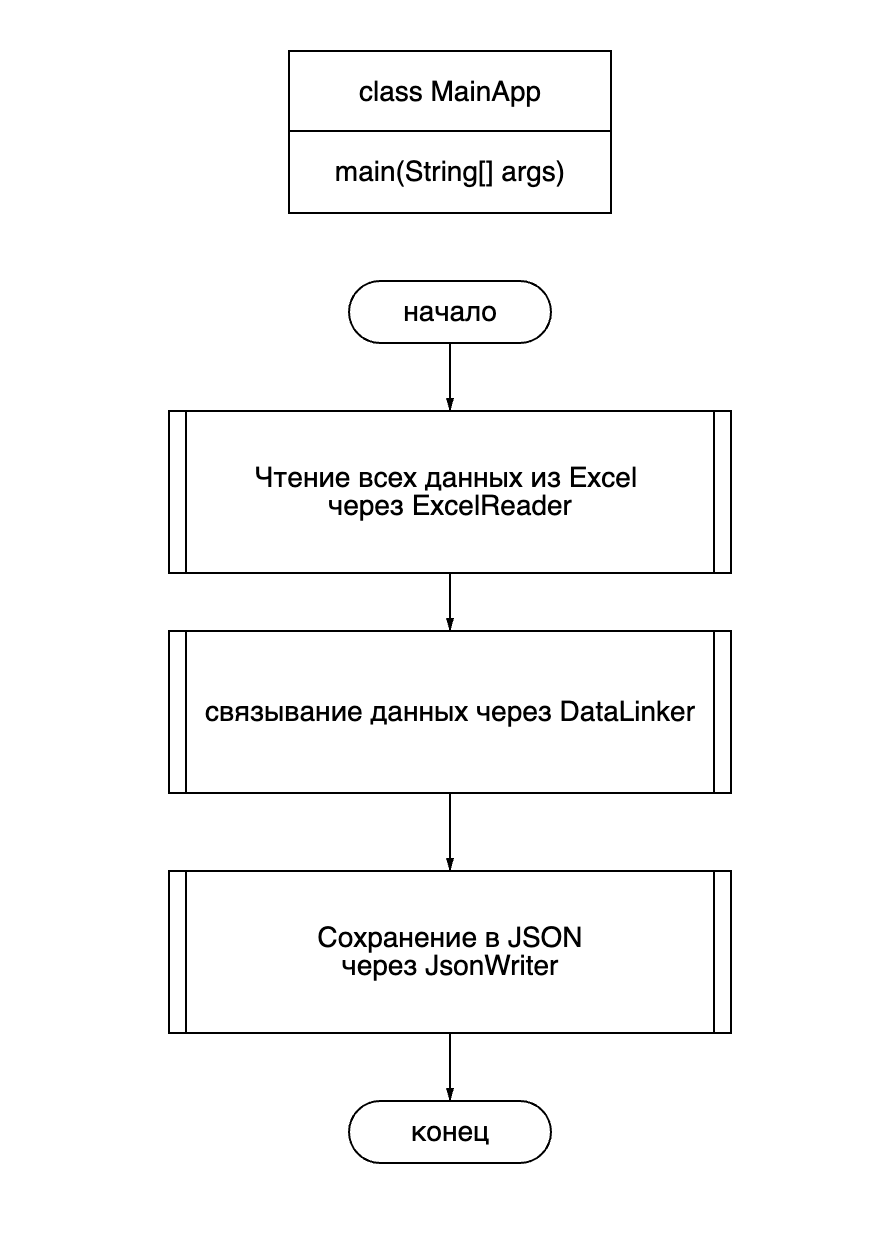 class MainApp
main(String[] args)
начало
Чтение всех данных из Excel
через ExcelReader
связывание данных через DataLinker
Сохранение в JSON
через JsonWriter
конец